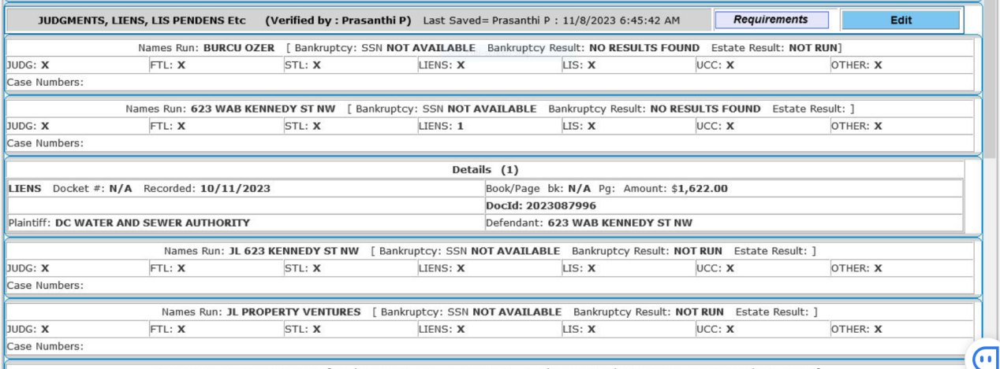 JUDGMENTS, LIENS, LIS PENDENS Etc (Verified by : Prasanthi P) Last Saved= Prasanthi P : 11/8/2023 6:45:42 AM Requirements Edit
Names Run: BURCU OZER [ Bankruptcy: SSN NOT AVAILABLE Bankruptcy Result: NO RESULTS FOUND Estate Result: NOT RUN]
JUDG: X FTL: X STL: X LIENS: X LIS: X UCC: X OTHER: X
Case Numbers:
Names Run: 623 WAB KENNEDY ST NW [ Bankruptcy: SSN NOT AVAILABLE Bankruptcy Result: NO RESULTS FOUND Estate Result: ]
JUDG: X FTL: X STL: X LIENS: 1 LIS: X UCC: X OTHER: X
Case Numbers:
Details (1)
LIENS Docket #: N/A Recorded: 10/11/2023 Book/Page bk: N/A Pg: Amount: $1,622.00
DocId: 2023087996
Plaintiff: DC WATER AND SEWER AUTHORITY Defendant: 623 WAB KENNEDY ST NW
Names Run: JL 623 KENNEDY ST NW [ Bankruptcy: SSN NOT AVAILABLE Bankruptcy Result: NOT RUN Estate Result: ]
JUDG: X FTL: X STL: X LIENS: X LIS: X UCC: X OTHER: X
Case Numbers:
Names Run: JL PROPERTY VENTURES [ Bankruptcy: SSN NOT AVAILABLE Bankruptcy Result: NOT RUN Estate Result: ]
JUDG: X FTL: X STL: X LIENS: X LIS: X UCC: X OTHER: X
Case Numbers: